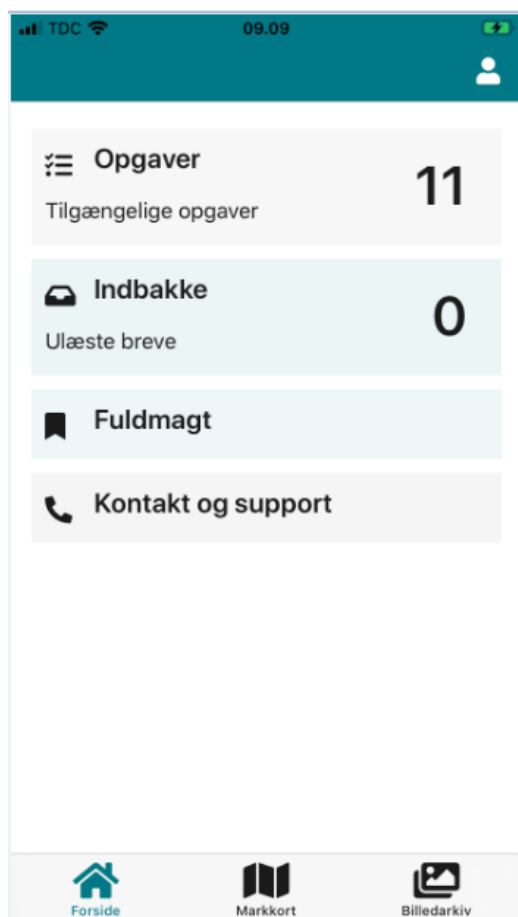 TDC 09.09
Opgaver
11
Tilgængelige opgaver
Indbakke
0
Ulæste breve
Fuldmagt
Kontakt og support
Forside Markkort Billedarkiv